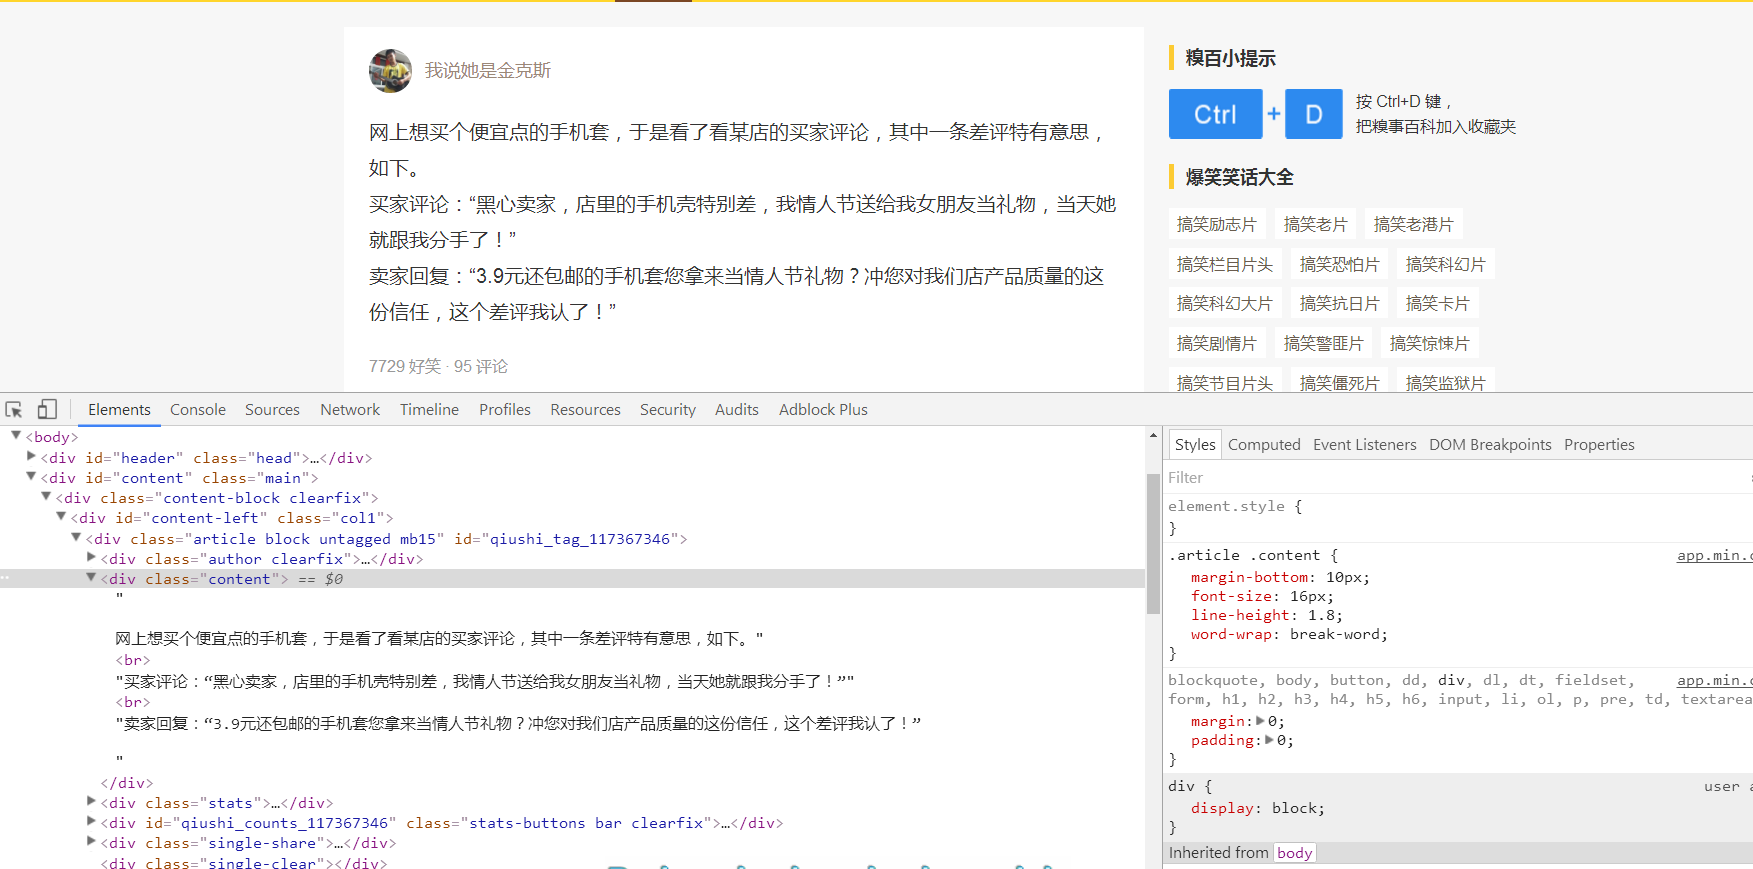 我说她是金克斯
网上想买个便宜点的手机套，于是看了看某店的买家评论，其中一条差评特有意思，
如下。
买家评论：“黑心卖家，店里的手机壳特别差，我情人节送给我女朋友当礼物，当天她
就跟我分手了！”
卖家回复：“3.9元还包邮的手机套您拿来当情人节礼物？冲您对我们店产品质量的这
份信任，这个差评我认了！”
7729 好笑 · 95 评论
糗百小提示
Ctrl + D
按 Ctrl+D 键，
把糗事百科加入收藏夹
爆笑笑话大全
搞笑励志片 搞笑老片 搞笑老港片
搞笑栏目片头 搞笑恐怕片 搞笑科幻片
搞笑科幻大片 搞笑抗日片 搞笑卡片
搞笑剧情片 搞笑警匪片 搞笑惊悚片
搞笑节目片头 搞笑僵死片 搞笑监狱片
Elements Console Sources Network Timeline Profiles Resources Security Audits Adblock Plus
<body>
<div id="header" class="head">…</div>
<div id="content" class="main">
<div class="content-block clearfix">
<div id="content-left" class="col1">
<div class="article block untagged mb15" id="qiushi_tag_117367346">
<div class="author clearfix">…</div>
<div class="content"> == $0
"
网上想买个便宜点的手机套，于是看了看某店的买家评论，其中一条差评特有意思，如下。"
<br>
"买家评论：“黑心卖家，店里的手机壳特别差，我情人节送给我女朋友当礼物，当天她就跟我分手了！”"
<br>
"卖家回复：“3.9元还包邮的手机套您拿来当情人节礼物？冲您对我们店产品质量的这份信任，这个差评我认了！”
"
</div>
<div class="stats">…</div>
<div id="qiushi_counts_117367346" class="stats-buttons bar clearfix">…</div>
<div class="single-share">…</div>
<div class="single-clear"></div>
Styles Computed Event Listeners DOM Breakpoints Properties
Filter
element.style {
}
.article .content { app.min.c
margin-bottom: 10px;
font-size: 16px;
line-height: 1.8;
word-wrap: break-word;
}
blockquote, body, button, dd, div, dl, dt, fieldset, app.min.c
form, h1, h2, h3, h4, h5, h6, input, li, ol, p, pre, td, textarea
margin: 0;
padding: 0;
}
div { user a
display: block;
}
Inherited from body